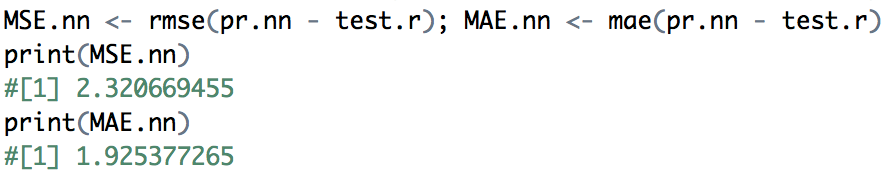 MSE.nn <- rmse(pr.nn - test.r); MAE.nn <- mae(pr.nn - test.r)
print(MSE.nn)
#[1] 2.320669455
print(MAE.nn)
#[1] 1.925377265